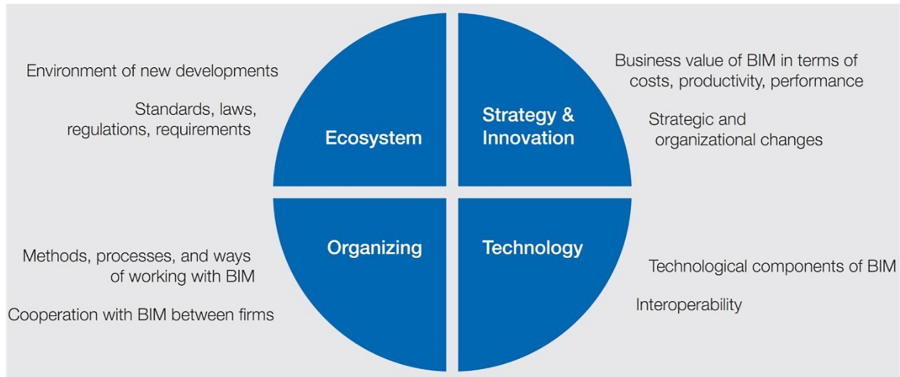 Environment of new developments
Standards, laws,
regulations, requirements
Ecosystem
Strategy &
Innovation
Business value of BIM in terms of
costs, productivity, performance
Strategic and
organizational changes
Methods, processes, and ways
of working with BIM
Cooperation with BIM between firms
Organizing
Technology
Technological components of BIM
Interoperability